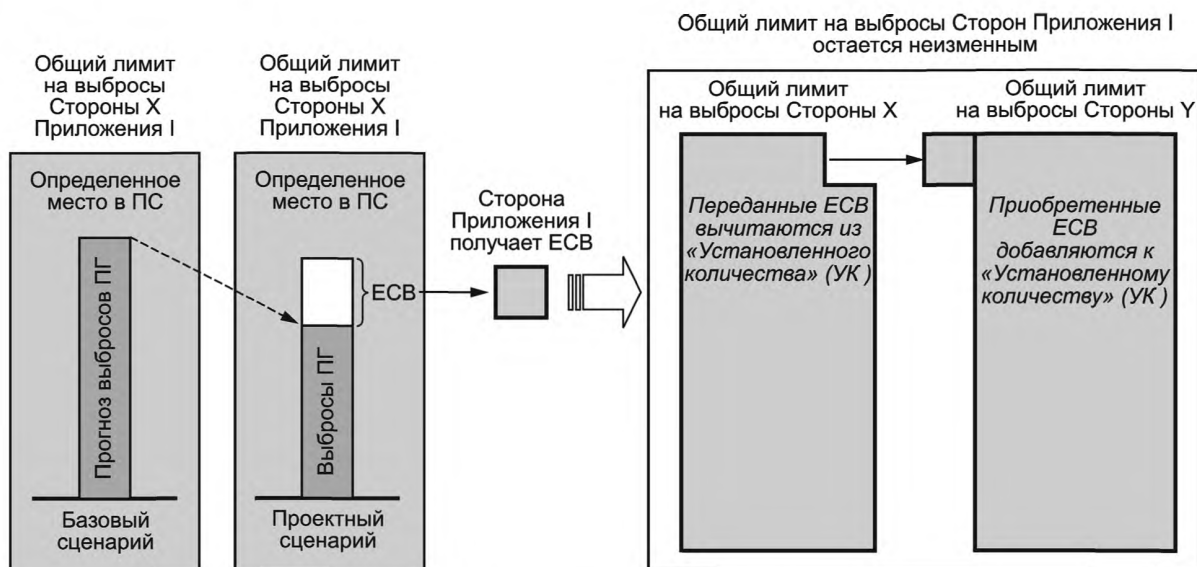 Общий лимит
на выбросы
Стороны X
Приложения I
Определенное
место в ПС
Прогноз выбросов ПГ
Базовый
сценарий
Общий лимит
на выбросы
Стороны X
Приложения I
Определенное
место в ПС
ЕСВ
Выбросы ПГ
Проектный
сценарий
Сторона
Приложения I
получает ЕСВ
Общий лимит на выбросы Сторон Приложения I
остается неизменным
Общий лимит
на выбросы Стороны X
Переданные ЕСВ
вычитаются из
«Установленного
количества» (УК )
Общий лимит
на выбросы Стороны Y
Приобретенные
ЕСВ
добавляются к
«Установленному
количеству» (УК )